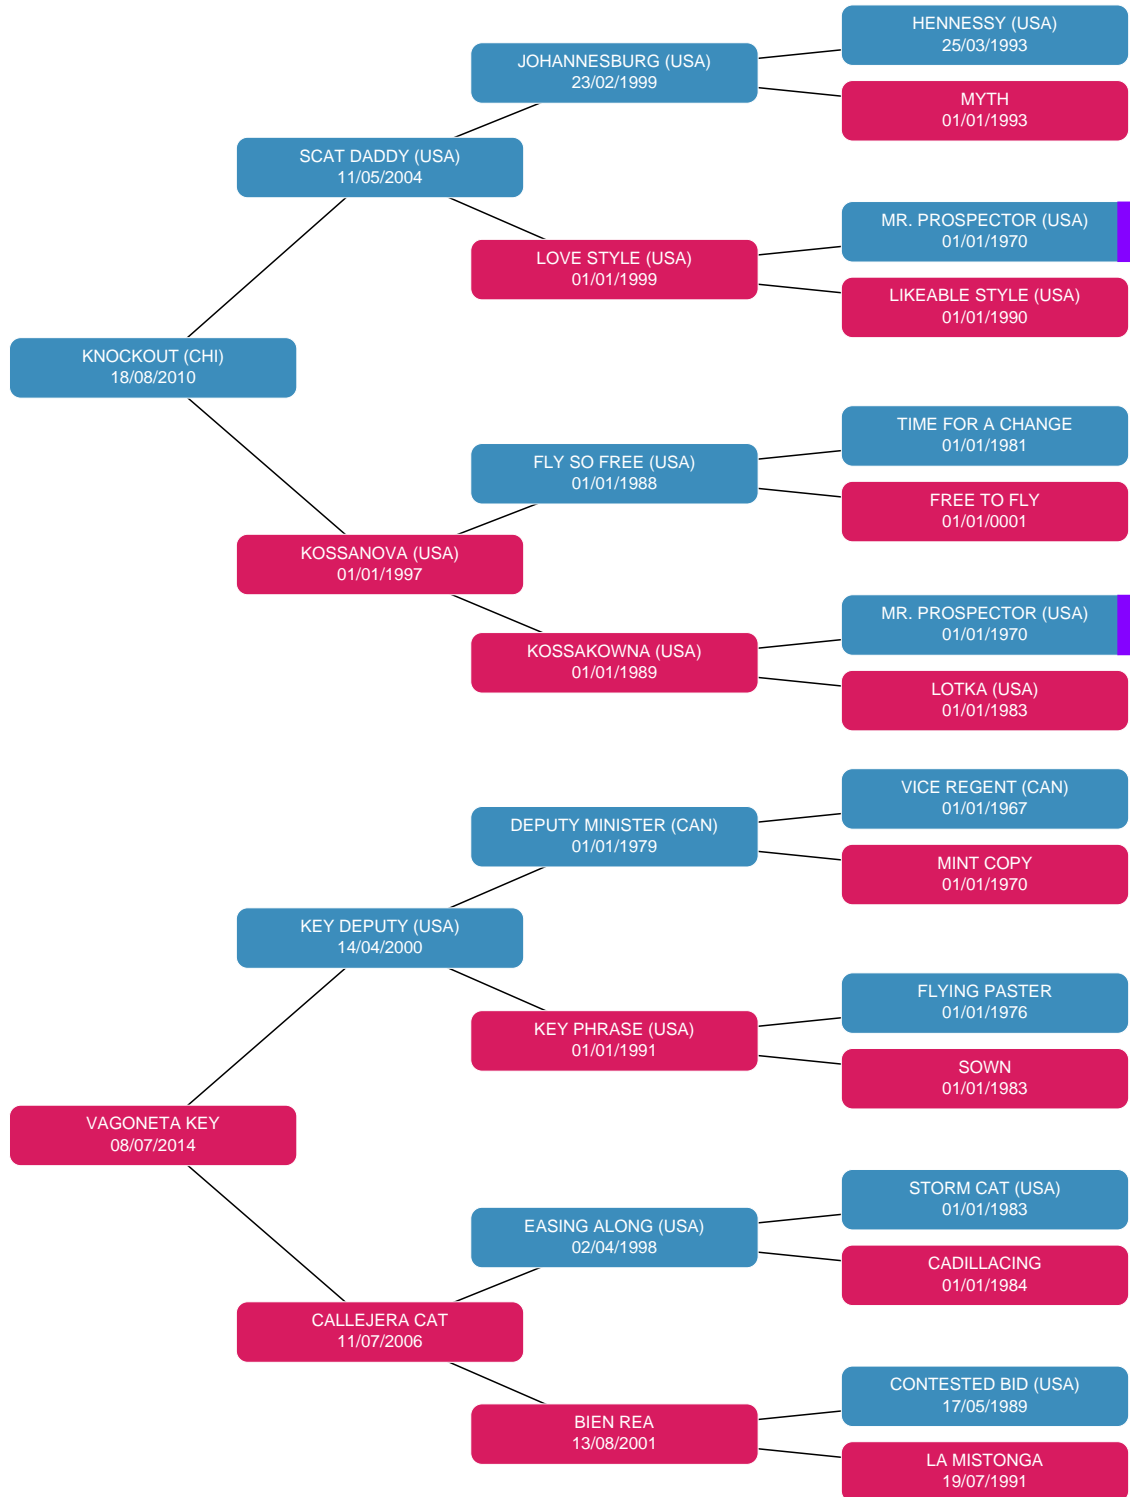 HENNESSY (USA)
25/03/1993
JOHANNESBURG (USA)
23/02/1999
MYTH
01/01/1993
SCAT DADDY (USA)
11/05/2004
MR. PROSPECTOR (USA)
01/01/1970
LOVE STYLE (USA)
01/01/1999
LIKEABLE STYLE (USA)
01/01/1990
KNOCKOUT (CHI)
18/08/2010
TIME FOR A CHANGE
01/01/1981
FLY SO FREE (USA)
01/01/1988
FREE TO FLY
01/01/0001
KOSSANOVA (USA)
01/01/1997
MR. PROSPECTOR (USA)
01/01/1970
KOSSAKOWNA (USA)
01/01/1989
LOTKA (USA)
01/01/1983
VICE REGENT (CAN)
01/01/1967
DEPUTY MINISTER (CAN)
01/01/1979
MINT COPY
01/01/1970
KEY DEPUTY (USA)
14/04/2000
FLYING PASTER
01/01/1976
KEY PHRASE (USA)
01/01/1991
SOWN
01/01/1983
VAGONETA KEY
08/07/2014
STORM CAT (USA)
01/01/1983
EASING ALONG (USA)
02/04/1998
CADILLACING
01/01/1984
CALLEJERA CAT
11/07/2006
CONTESTED BID (USA)
17/05/1989
BIEN REA
13/08/2001
LA MISTONGA
19/07/1991